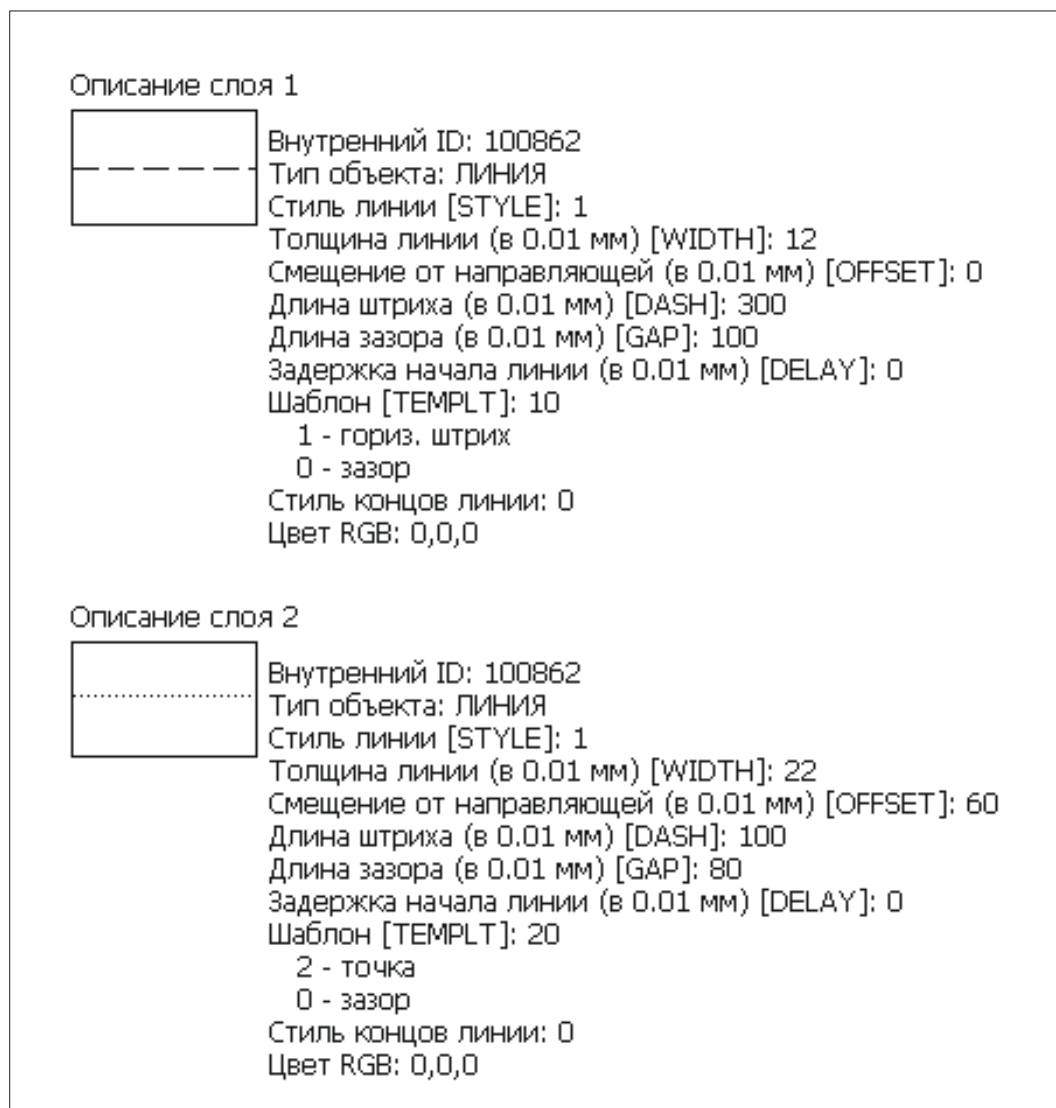 Описание слоя 1
Внутренний ID: 100862
Тип объекта: ЛИНИЯ
Стиль линии [STYLE]: 1
Толщина линии (в 0.01 мм) [WIDTH]: 12
Смещение от направляющей (в 0.01 мм) [OFFSET]: 0
Длина штриха (в 0.01 мм) [DASH]: 300
Длина зазора (в 0.01 мм) [GAP]: 100
Задержка начала линии (в 0.01 мм) [DELAY]: 0
Шаблон [TEMPLT]: 10
1 - гориз. штрих
0 - зазор
Стиль концов линии: 0
Цвет RGB: 0,0,0
Описание слоя 2
Внутренний ID: 100862
Тип объекта: ЛИНИЯ
Стиль линии [STYLE]: 1
Толщина линии (в 0.01 мм) [WIDTH]: 22
Смещение от направляющей (в 0.01 мм) [OFFSET]: 60
Длина штриха (в 0.01 мм) [DASH]: 100
Длина зазора (в 0.01 мм) [GAP]: 80
Задержка начала линии (в 0.01 мм) [DELAY]: 0
Шаблон [TEMPLT]: 20
2 - точка
0 - зазор
Стиль концов линии: 0
Цвет RGB: 0,0,0